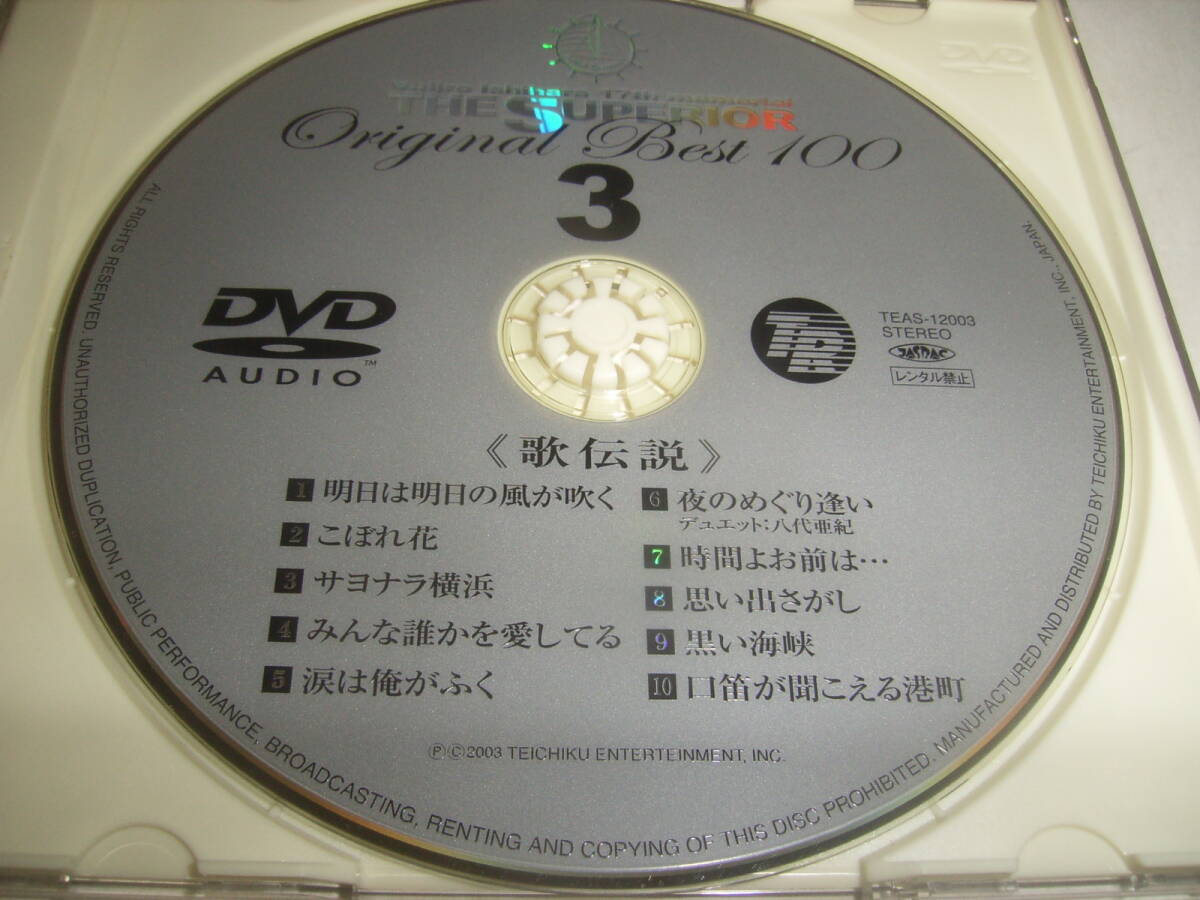 Yujiro Ishihara 17th memorial
THE SUPERIOR
Original Best 100
3
DVD
AUDIO
™
DVD
TEAS-12003
STEREO
JASRAC
レンタル禁止
《歌伝説》
1 明日は明日の風が吹く
2 こぼれ花
3 サヨナラ横浜
4 みんな誰かを愛してる
5 涙は俺がふく
6 夜のめぐり逢い
デュエット:八代亜紀
7 時間よお前は…
8 思い出さがし
9 黒い海峡
10 口笛が聞こえる港町
ⓅⒸ2003 TEICHIKU ENTERTEINMENT, INC.
ALL RIGHTS RESERVED. UNAUTHORIZED DUPLICATION, PUBLIC PERFORMANCE, BROADCASTING, RENTING AND COPYING OF THIS DISC PROHIBITED. MANUFACTURED AND DISTRIBUTED BY TEICHIKU ENTERTAINMENT, INC., JAPAN.